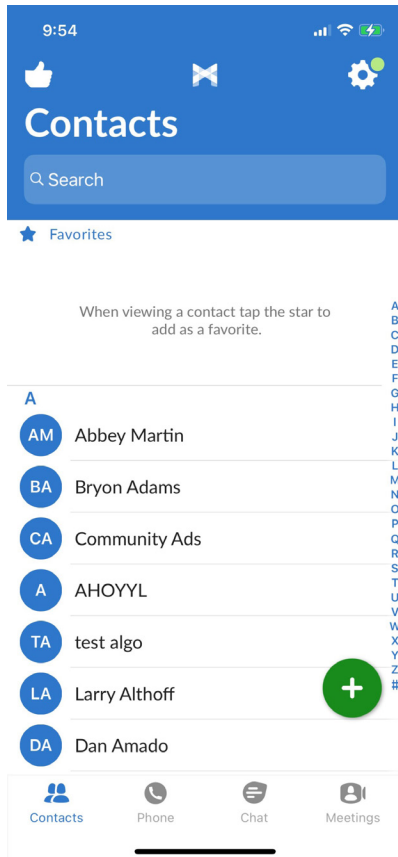 9:54
Contacts
Search
Favorites
When viewing a contact tap the star to
add as a favorite.
A
AM Abbey Martin
BA Bryon Adams
CA Community Ads
A AHOYYL
TA test algo
LA Larry Althoff
DA Dan Amado
A
B
C
D
E
F
G
H
I
J
K
L
M
N
O
P
Q
R
S
T
U
V
W
X
Y
Z
#
+
Contacts Phone Chat Meetings